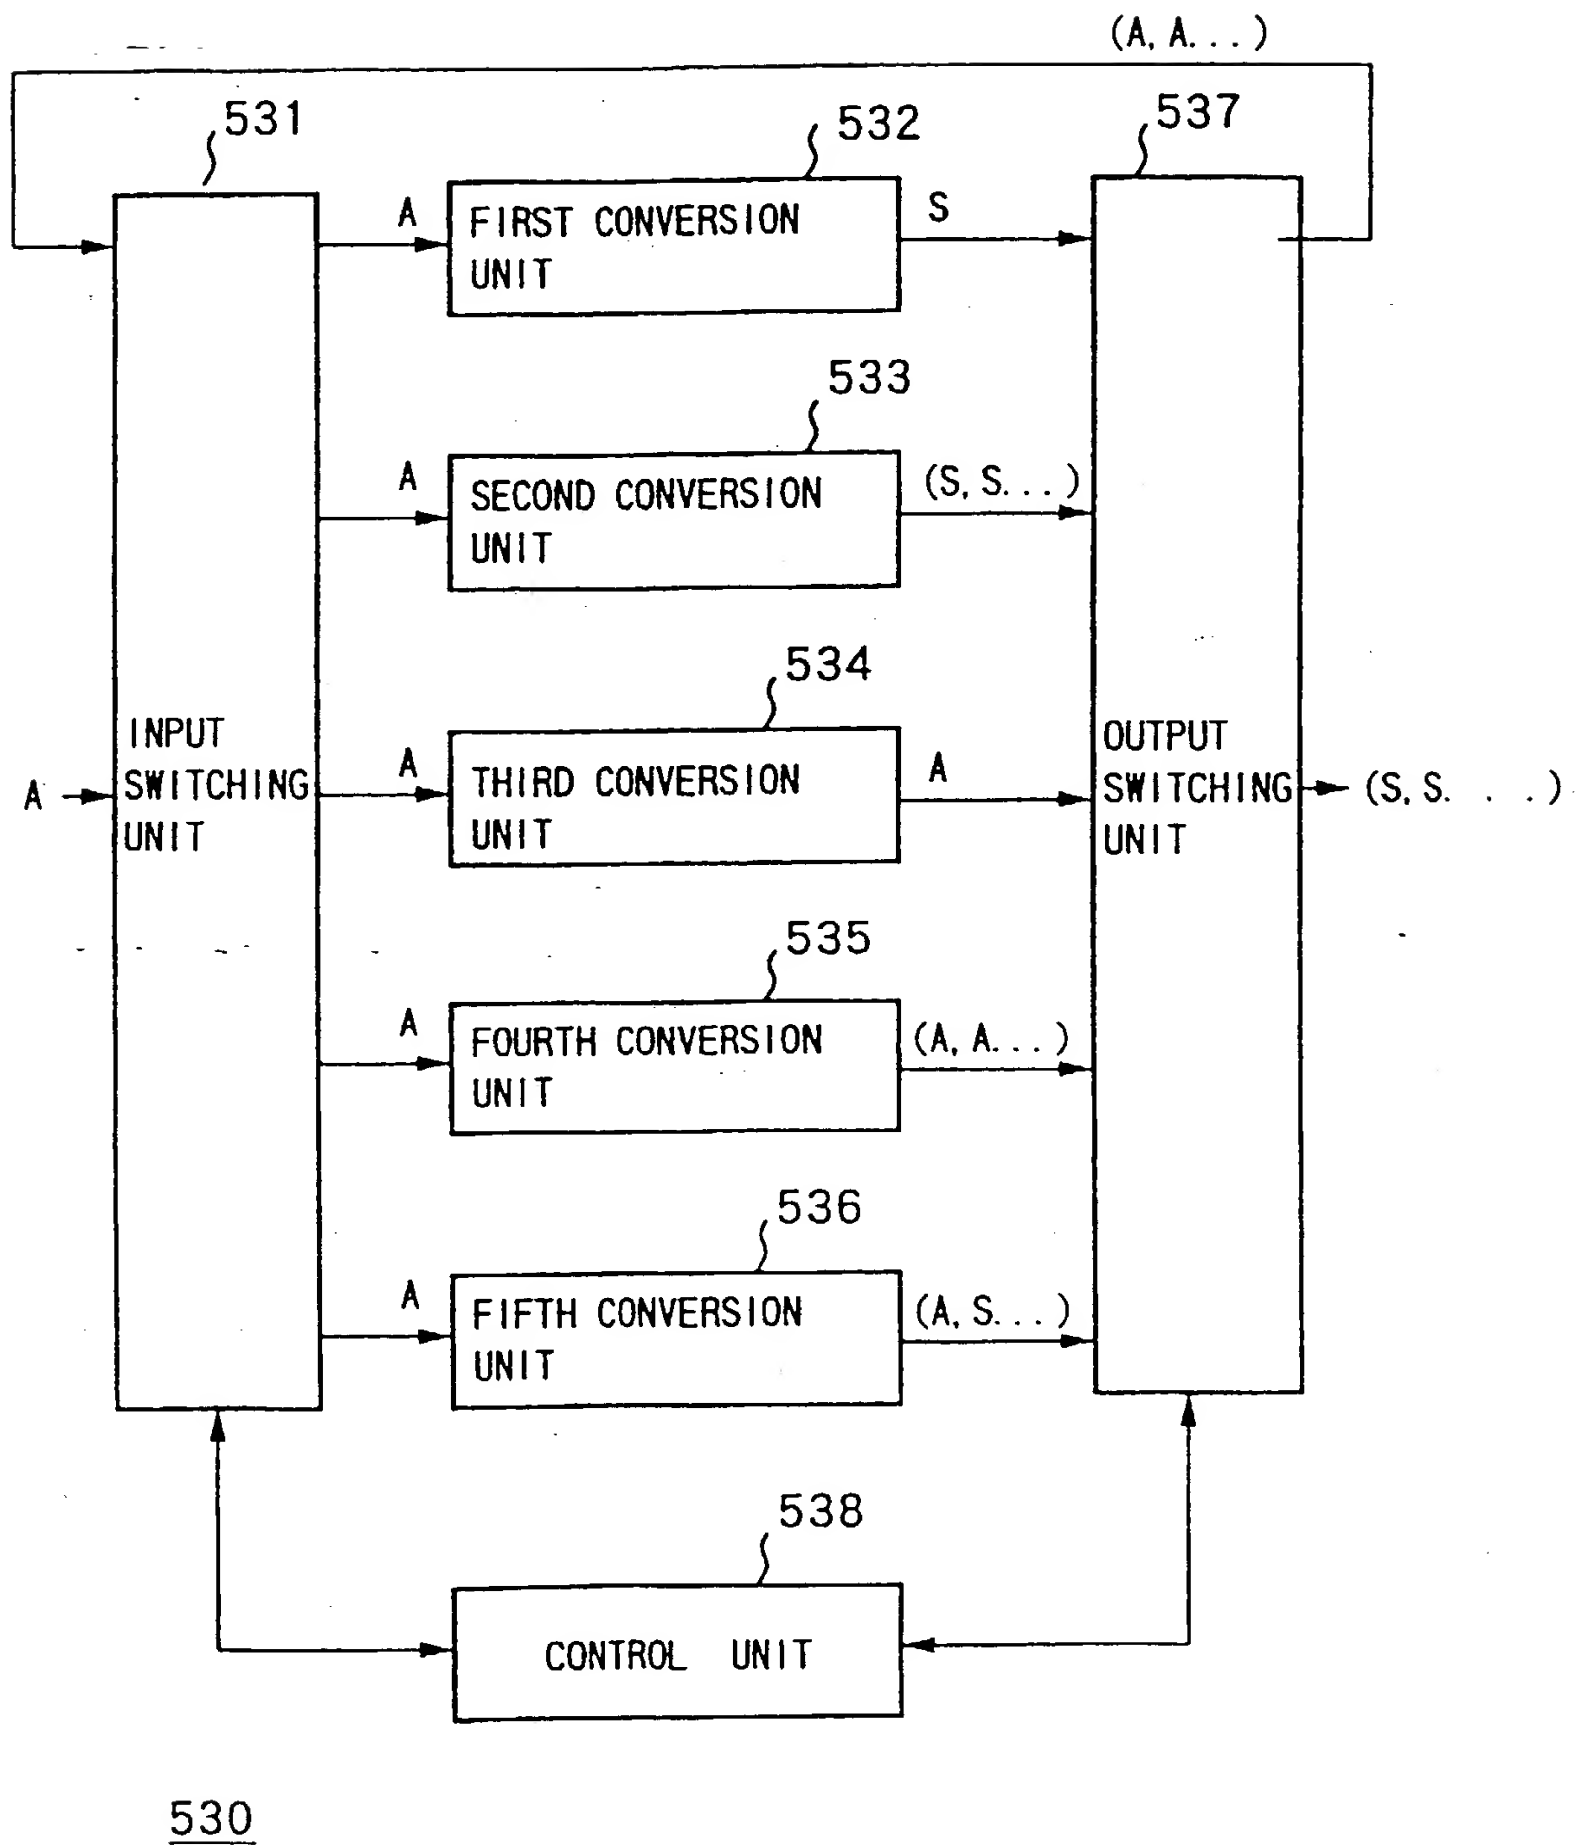 (A, A...)
531
532
537
A
FIRST CONVERSION
UNIT
S
533
A
SECOND CONVERSION
UNIT
(S, S...)
534
A
INPUT
SWITCHING
UNIT
A
THIRD CONVERSION
UNIT
A
OUTPUT
SWITCHING
UNIT
(S, S. . .)
535
A
FOURTH CONVERSION
UNIT
(A, A...)
536
A
FIFTH CONVERSION
UNIT
(A, S...)
538
CONTROL UNIT
530